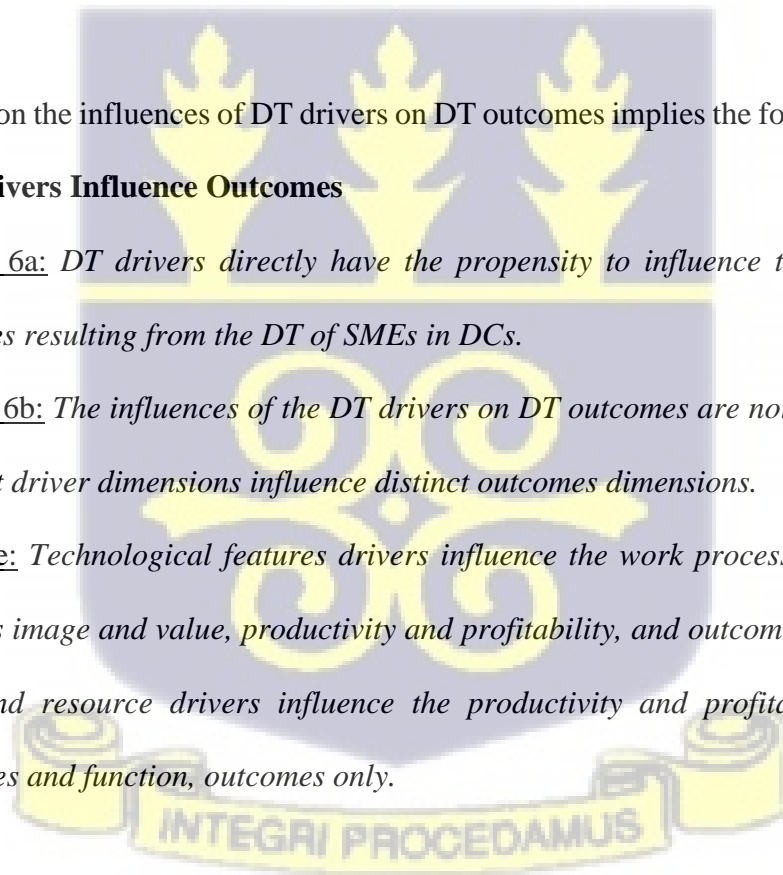 on the influences of DT drivers on DT outcomes implies the fo
ivers Influence Outcomes
6a: DT drivers directly have the propensity to influence t
es resulting from the DT of SMEs in DCs.
6b: The influences of the DT drivers on DT outcomes are no
t driver dimensions influence distinct outcomes dimensions.
e: Technological features drivers influence the work process
s image and value, productivity and profitability, and outcom
nd resource drivers influence the productivity and profita
es and function, outcomes only.
INTEGRI PROCEDAMUS